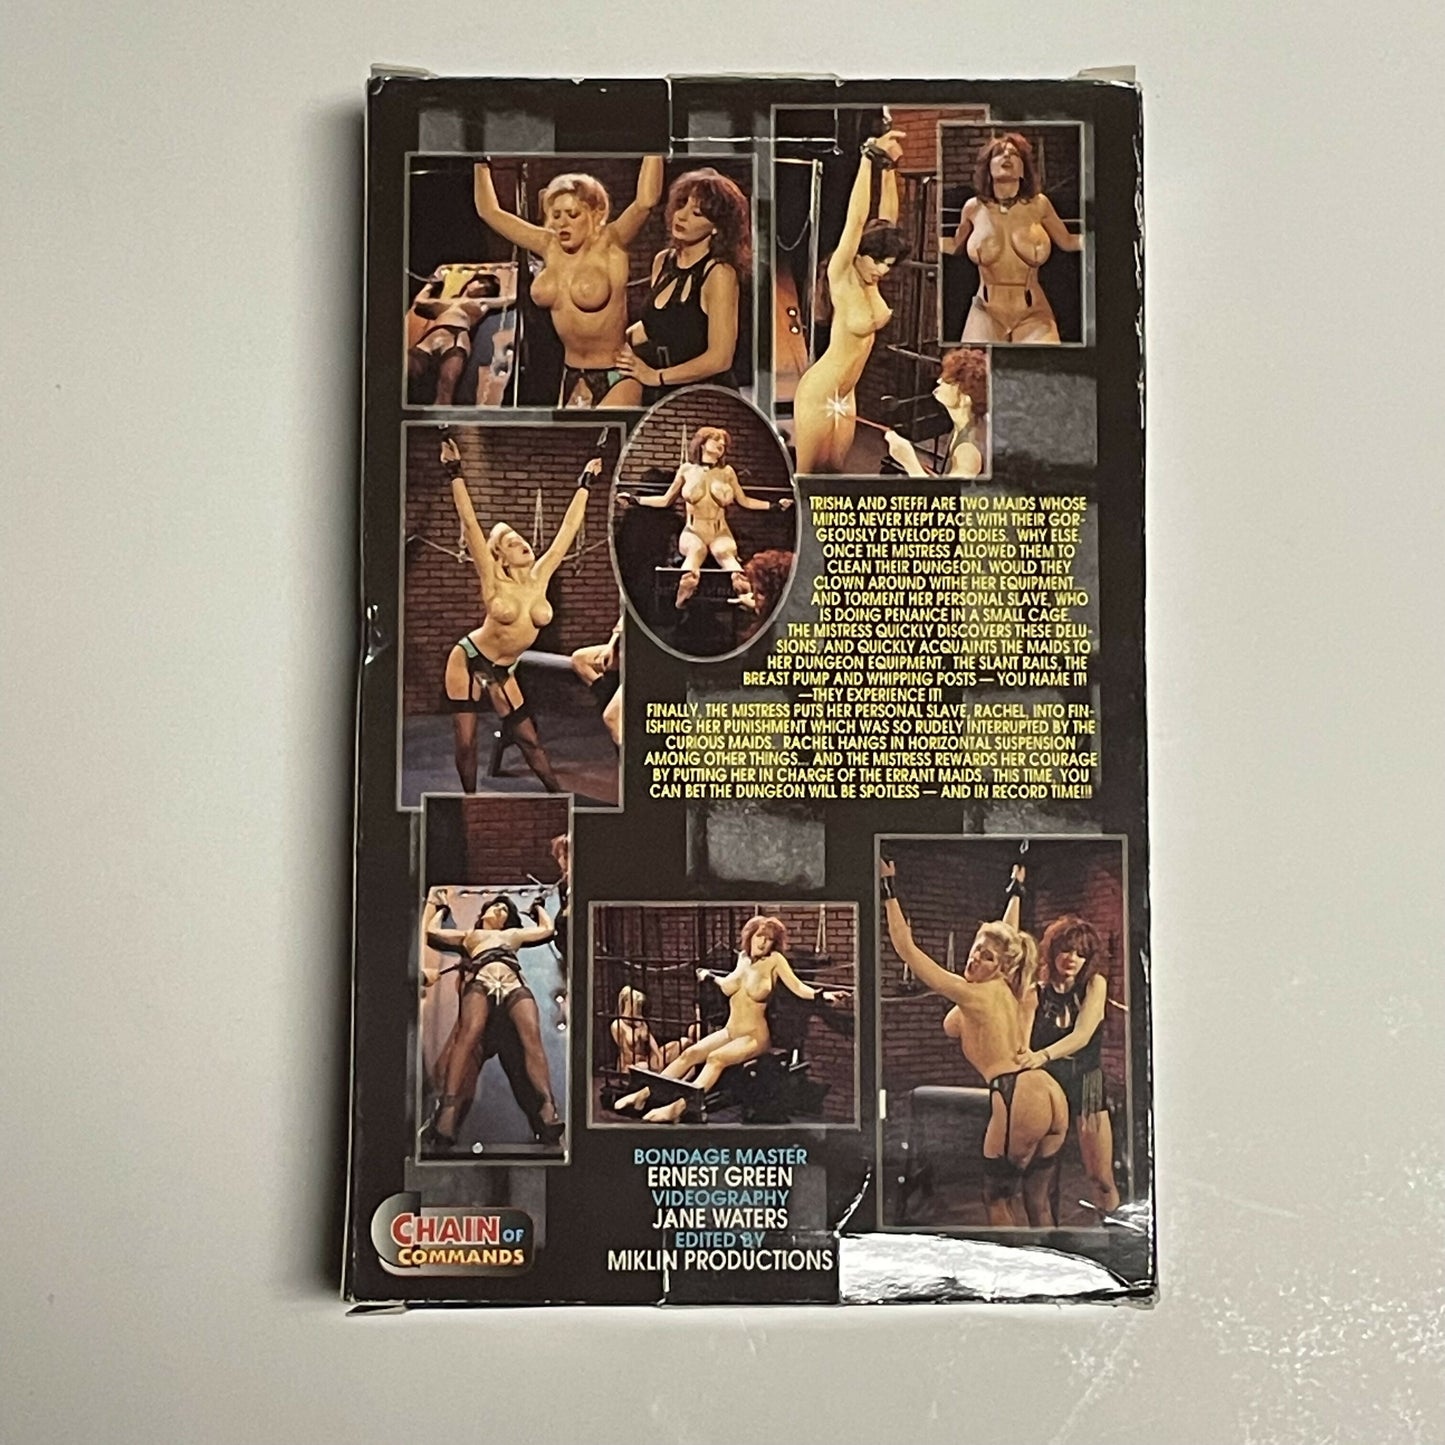 TRISHA AND STEFFI ARE TWO MAIDS WHOSE
MINDS NEVER KEPT PACE WITH THEIR GOR-
GEOUSLY DEVELOPED BODIES. WHY ELSE,
ONCE THE MISTRESS ALLOWED THEM TO
CLEAN THEIR DUNGEON, WOULD THEY
CLOWN AROUND WITHE HER EQUIPMENT...
AND TORMENT HER PERSONAL SLAVE, WHO
IS DOING PENANCE IN A SMALL CAGE.
THE MISTRESS QUICKLY DISCOVERS THESE DELU-
SIONS, AND QUICKLY ACQUAINTS THE MAIDS TO
HER DUNGEON EQUIPMENT. THE SLANT RAILS, THE
BREAST PUMP AND WHIPPING POSTS — YOU NAME IT!
—THEY EXPERIENCE IT!
FINALLY, THE MISTRESS PUTS HER PERSONAL SLAVE, RACHEL, INTO FIN-
ISHING HER PUNISHMENT WHICH WAS SO RUDELY INTERRUPTED BY THE
CURIOUS MAIDS. RACHEL HANGS IN HORIZONTAL SUSPENSION
AMONG OTHER THINGS... AND THE MISTRESS REWARDS HER COURAGE
BY PUTTING HER IN CHARGE OF THE ERRANT MAIDS. THIS TIME, YOU
CAN BET THE DUNGEON WILL BE SPOTLESS — AND IN RECORD TIME!!!
BONDAGE MASTER
ERNEST GREEN
VIDEOGRAPHY
JANE WATERS
EDITED BY
MIKLIN PRODUCTIONS
CHAIN OF
COMMANDS